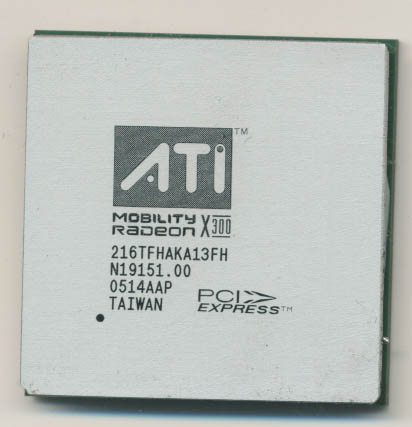 ATI™
MOBILITY
RADEON X300
216TFHAKA13FH
N19151.00
0514AAP
TAIWAN
PCI
EXPRESS™